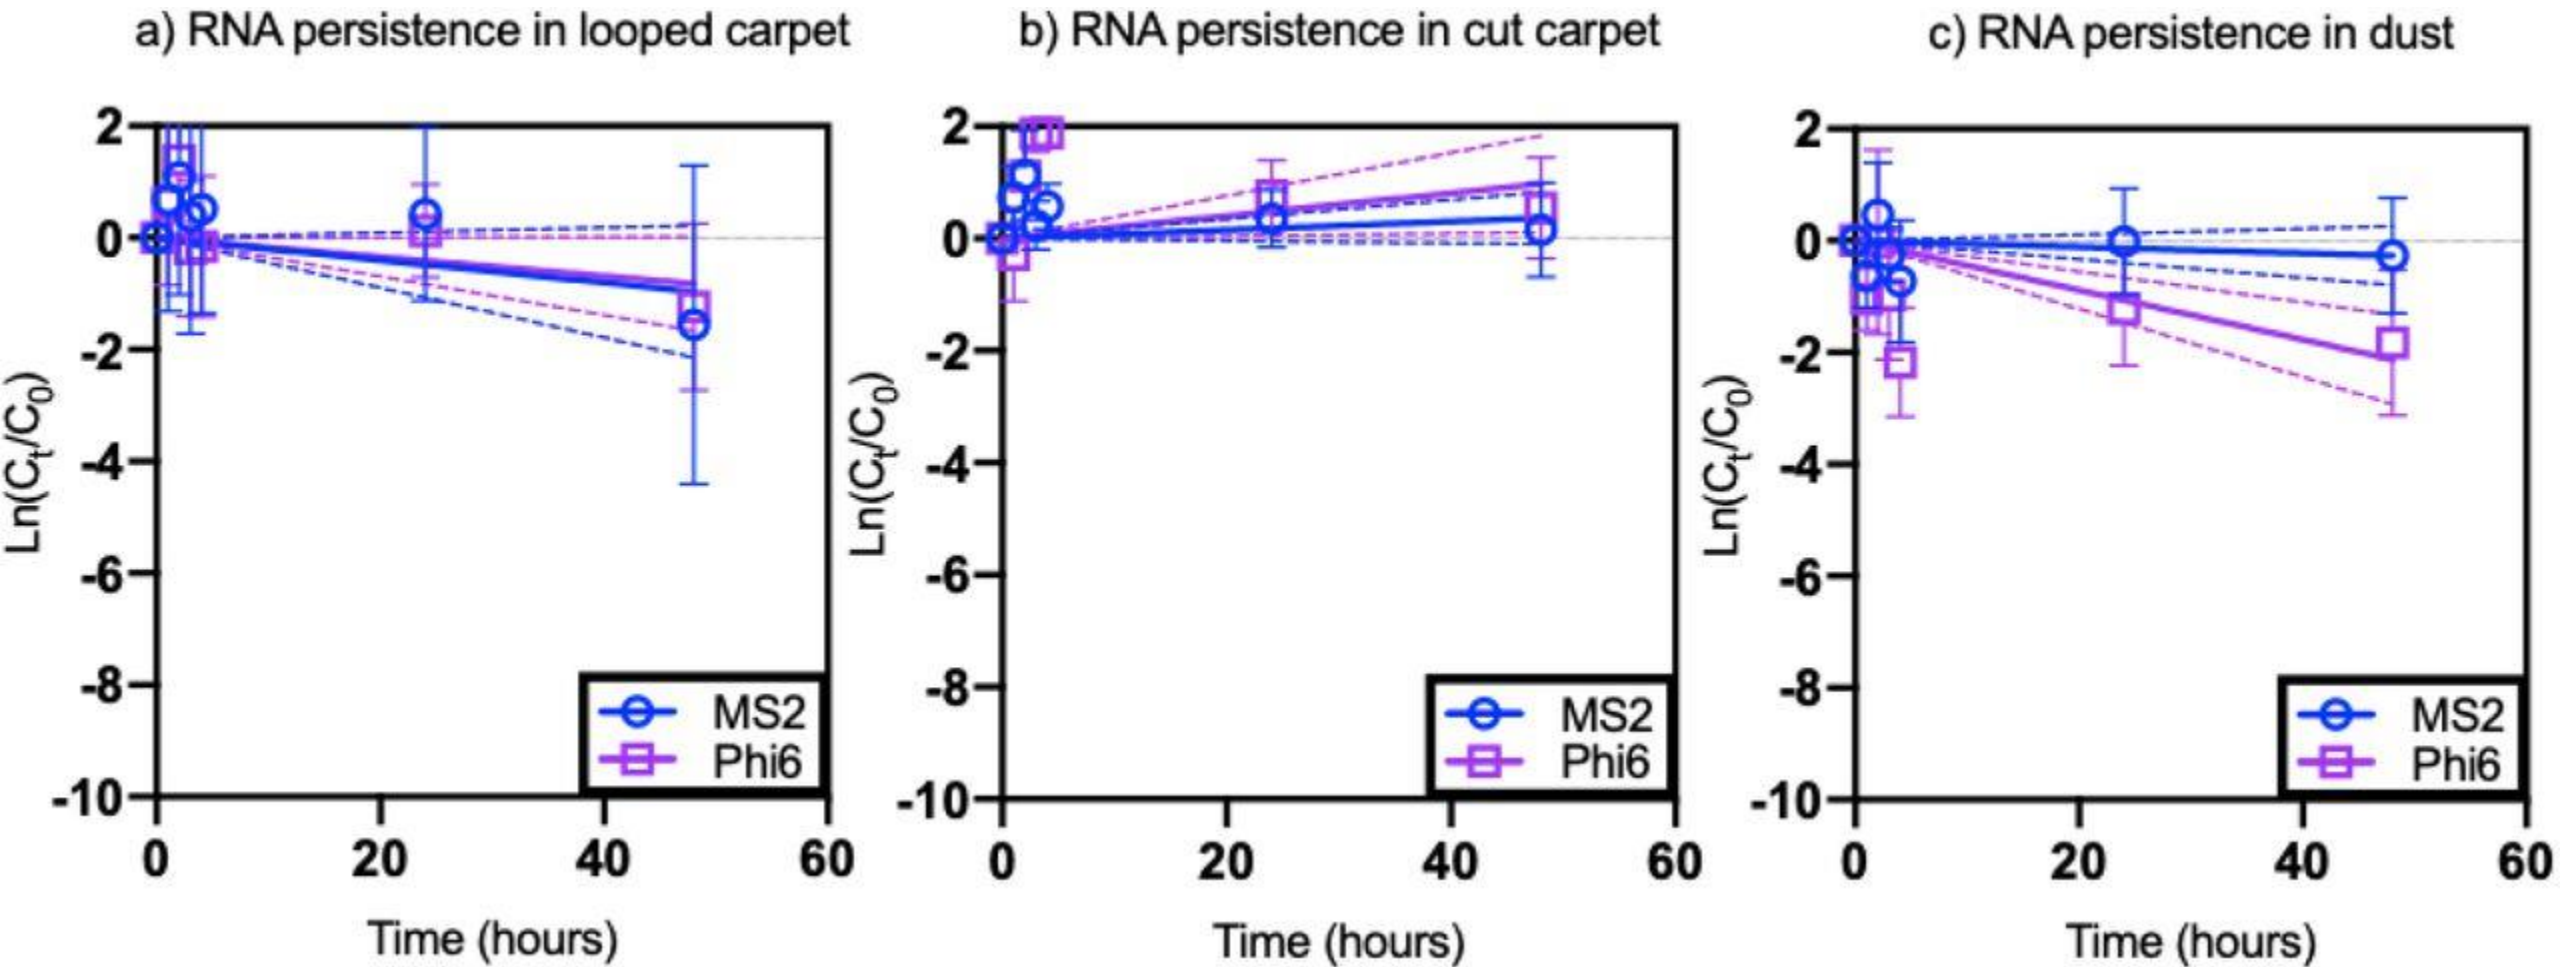 a) RNA persistence in looped carpet
b) RNA persistence in cut carpet
c) RNA persistence in dust
2
0
-2
-4
-6
-8
-10
Ln(Ct/C0)
0 20 40 60
Time (hours)
MS2
Phi6
2
0
-2
-4
-6
-8
-10
Ln(Ct/C0)
0 20 40 60
Time (hours)
MS2
Phi6
2
0
-2
-4
-6
-8
-10
Ln(Ct/C0)
0 20 40 60
Time (hours)
MS2
Phi6